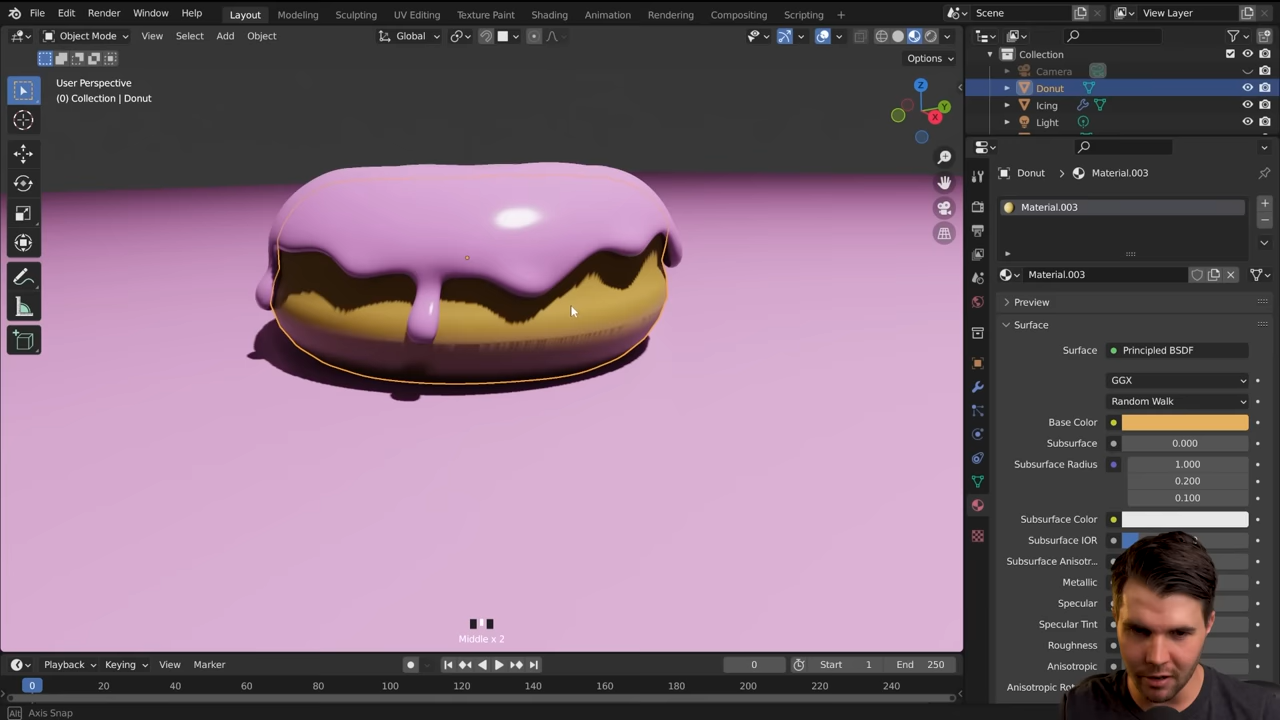 File Edit Render Window Help Layout Modeling Sculpting UV Editing Texture Paint Shading Animation Rendering Compositing Scripting + Scene View Layer
Object Mode View Select Add Object Global
Options
User Perspective
(0) Collection | Donut
Z
Y
X
Collection
Camera
Donut
Icing
Light
Donut > Material.003
Material.003
Material.003
Preview
Surface
Surface Principled BSDF
GGX
Random Walk
Base Color
Subsurface 0.000
Subsurface Radius 1.000
0.200
0.100
Subsurface Color
Subsurface IOR
Subsurface Anisotr...
Metallic
Specular
Specular Tint
Roughness
Anisotropic
Anisotropic Rot
Middle x 2
Playback Keying View Marker 0 Start 1 End 250
0 20 40 60 80 100 120 140 160 180 200 220 240
Alt Axis Snap